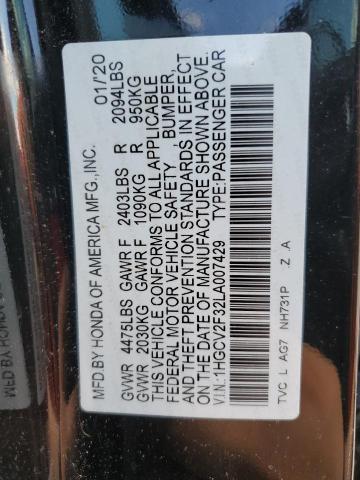 MFD.BY HONDA OF AMERICA MFG.,INC. 01/20
GVWR 4475LBS GAWR F 2403LBS R 2094LBS
GVWR 2030KG GAWR F 1090KG R 950KG
THIS VEHICLE CONFORMS TO ALL APPLICABLE
FEDERAL MOTOR VEHICLE SAFETY , BUMPER,
AND THEFT PREVENTION STANDARDS IN EFFECT
ON THE DATE OF MANUFACTURE SHOWN ABOVE.
V.I.N.: 1HGCV2F32LA007429 TYPE:PASSENGER CAR
TVC L AG7 NH731P Z A